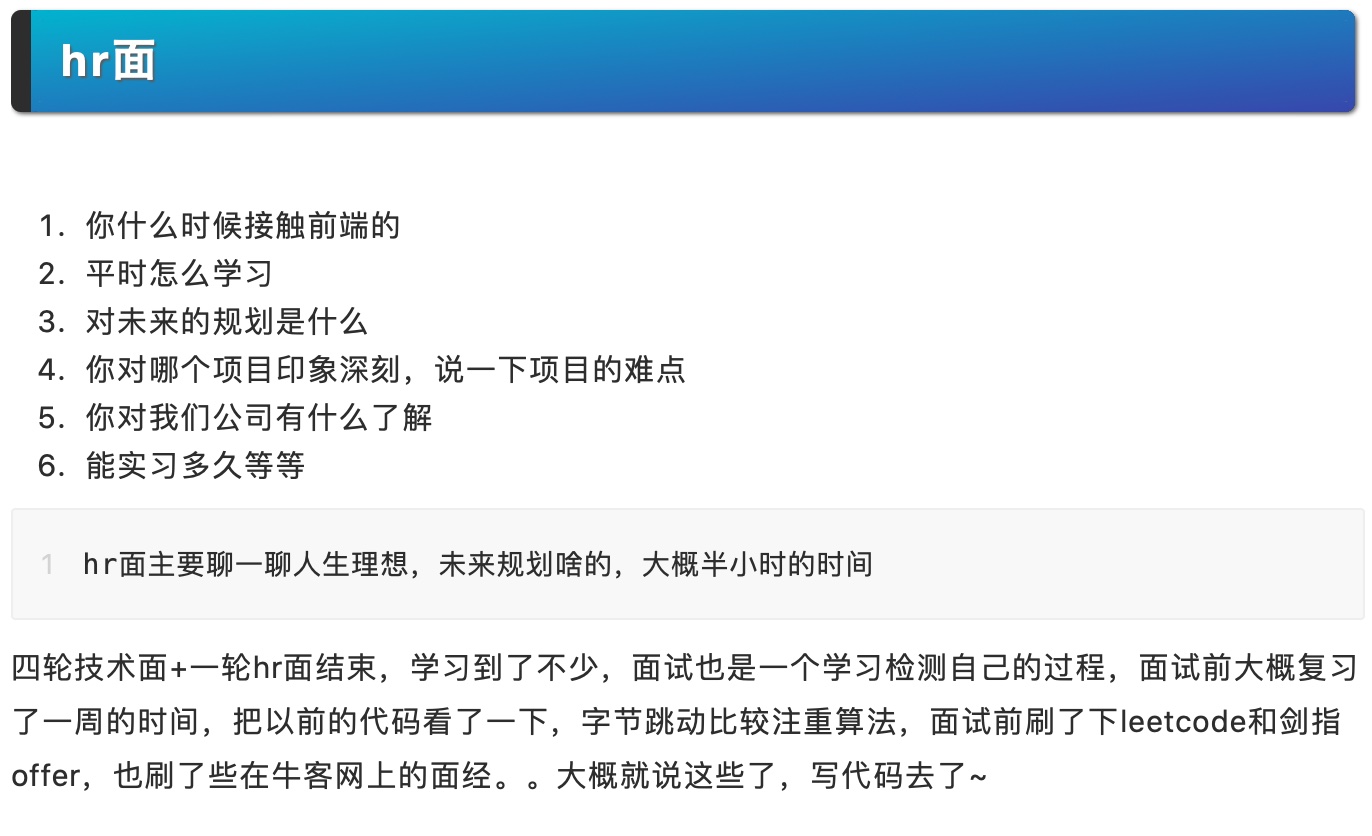 hr面
1. 你什么时候接触前端的
2. 平时怎么学习
3. 对未来的规划是什么
4. 你对哪个项目印象深刻，说一下项目的难点
5. 你对我们公司有什么了解
6. 能实习多久等等
1 hr面主要聊一聊人生理想，未来规划啥的，大概半小时的时间
四轮技术面+一轮hr面结束，学习到了不少，面试也是一个学习检测自己的过程，面试前大概复习
了一周的时间，把以前的代码看了一下，字节跳动比较注重算法，面试前刷了下leetcode和剑指
offer，也刷了些在牛客网上的面经。。大概就说这些了，写代码去了~